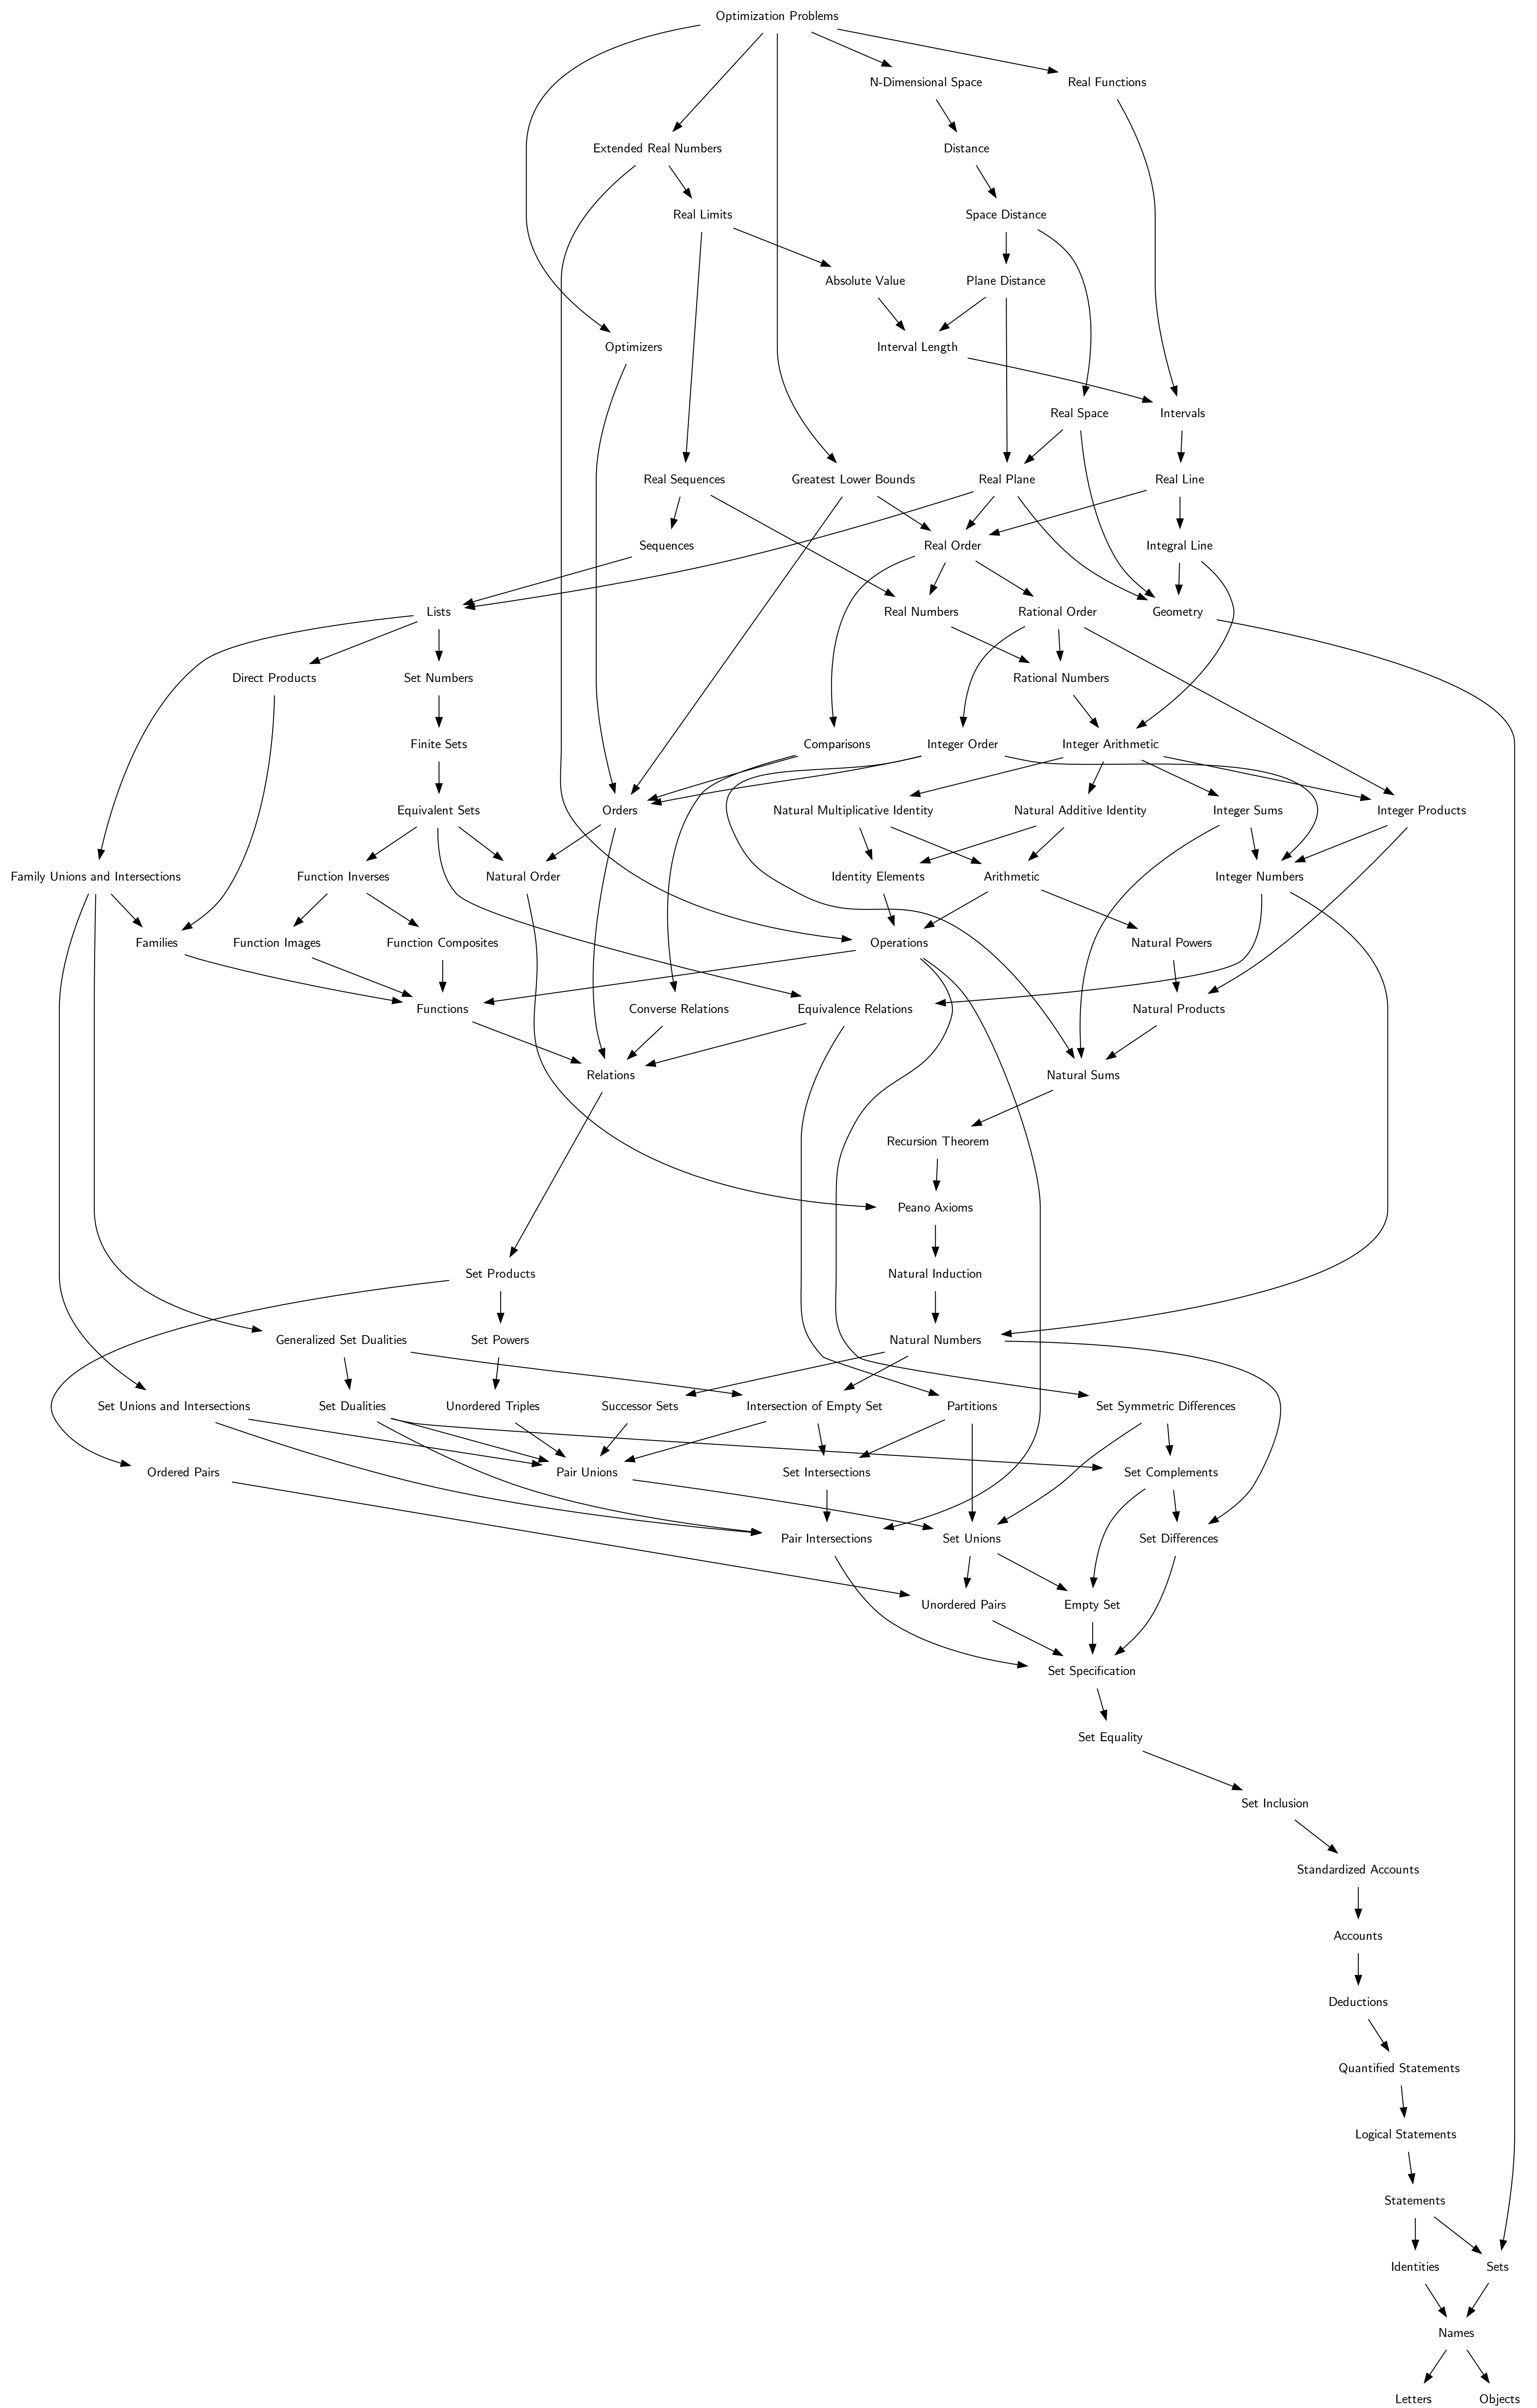 Optimization Problems
N-Dimensional Space
Real Functions
Extended Real Numbers
Distance
Real Limits
Space Distance
Absolute Value
Plane Distance
Optimizers
Interval Length
Real Space
Intervals
Real Sequences
Greatest Lower Bounds
Real Plane
Real Line
Sequences
Real Order
Integral Line
Lists
Real Numbers
Rational Order
Geometry
Direct Products
Set Numbers
Rational Numbers
Finite Sets
Comparisons
Integer Order
Integer Arithmetic
Equivalent Sets
Orders
Natural Multiplicative Identity
Natural Additive Identity
Integer Sums
Integer Products
Family Unions and Intersections
Function Inverses
Natural Order
Identity Elements
Arithmetic
Integer Numbers
Families
Function Images
Function Composites
Operations
Natural Powers
Functions
Converse Relations
Equivalence Relations
Natural Products
Relations
Natural Sums
Recursion Theorem
Peano Axioms
Set Products
Natural Induction
Generalized Set Dualities
Set Powers
Natural Numbers
Set Unions and Intersections
Set Dualities
Unordered Triples
Successor Sets
Intersection of Empty Set
Partitions
Set Symmetric Differences
Ordered Pairs
Pair Unions
Set Intersections
Set Complements
Pair Intersections
Set Unions
Set Differences
Unordered Pairs
Empty Set
Set Specification
Set Equality
Set Inclusion
Standardized Accounts
Accounts
Deductions
Quantified Statements
Logical Statements
Statements
Identities
Sets
Names
Letters
Objects